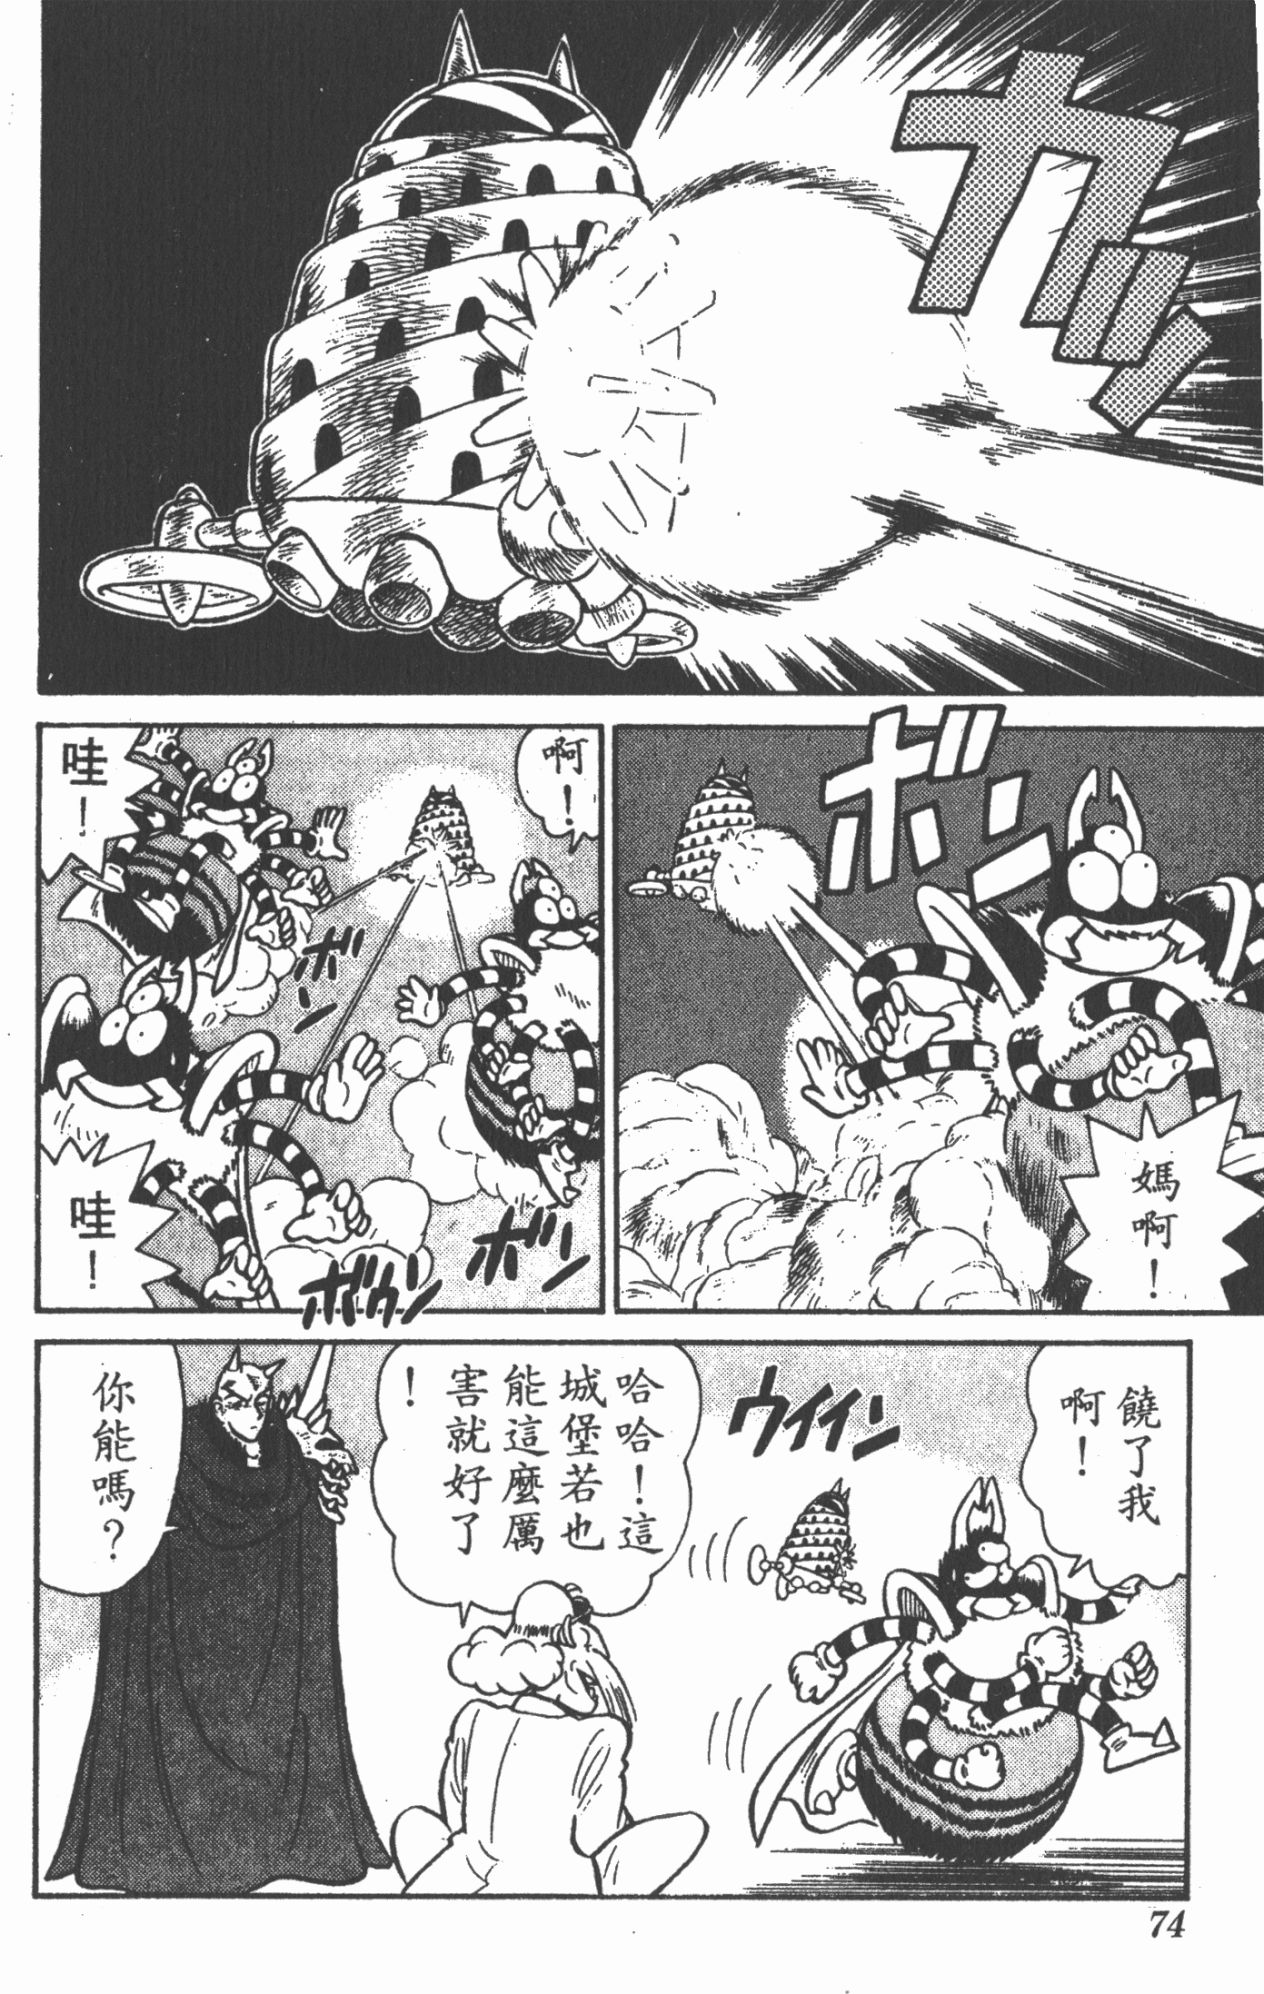 カッ
ボン
媽啊！
啊！
哇！
ボン
哇！
ボン
ボウン
饒了我
啊！
ウイイン
哈哈！這
城堡若也
能這麼厲
害就好了
！
你能嗎？
74